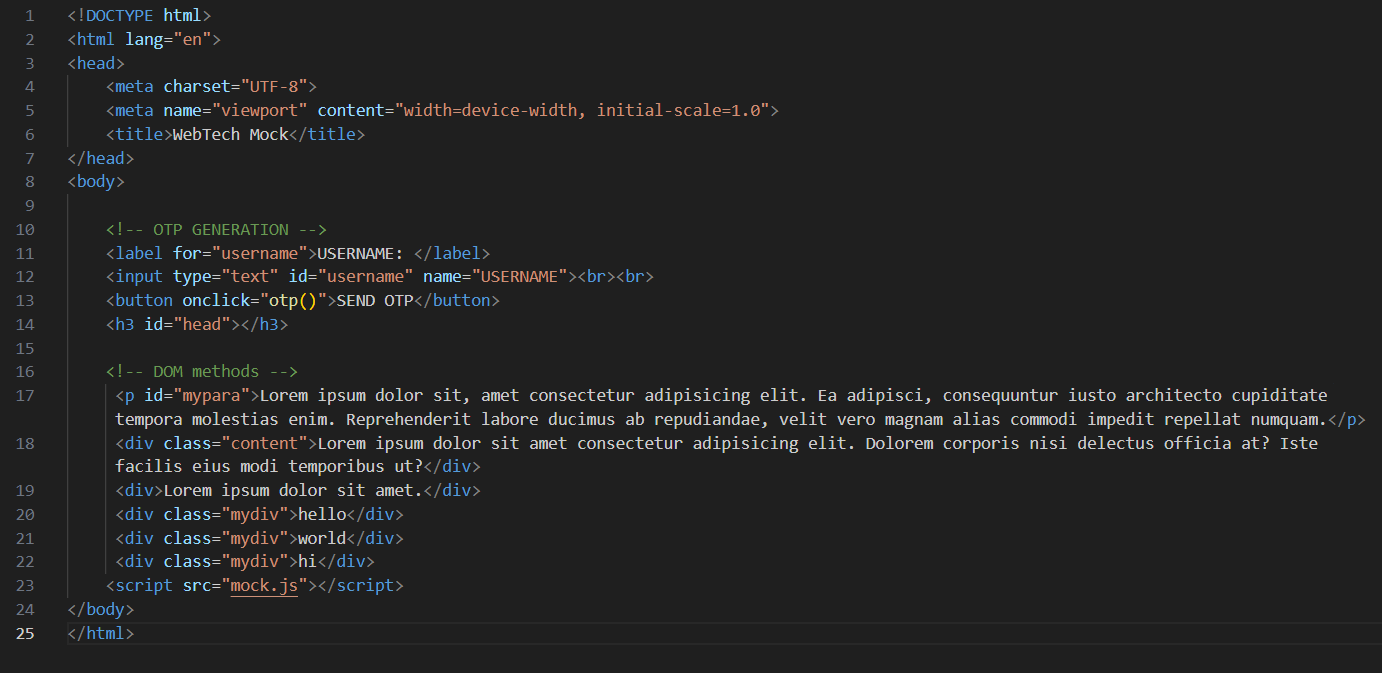 1 <!DOCTYPE html>
2 <html lang="en">
3 <head>
4     <meta charset="UTF-8">
5     <meta name="viewport" content="width=device-width, initial-scale=1.0">
6     <title>WebTech Mock</title>
7 </head>
8 <body>
9
10     <!-- OTP GENERATION -->
11     <label for="username">USERNAME: </label>
12     <input type="text" id="username" name="USERNAME"><br><br>
13     <button onclick="otp()">SEND OTP</button>
14     <h3 id="head"></h3>
15
16     <!-- DOM methods -->
17      <p id="mypara">Lorem ipsum dolor sit, amet consectetur adipisicing elit. Ea adipisci, consequuntur iusto architecto cupiditate
     tempora molestias enim. Reprehenderit labore ducimus ab repudiandae, velit vero magnam alias commodi impedit repellat numquam.</p>
18      <div class="content">Lorem ipsum dolor sit amet consectetur adipisicing elit. Dolorem corporis nisi delectus officia at? Iste
     facilis eius modi temporibus ut?</div>
19      <div>Lorem ipsum dolor sit amet.</div>
20      <div class="mydiv">hello</div>
21      <div class="mydiv">world</div>
22      <div class="mydiv">hi</div>
23     <script src="mock.js"></script>
24 </body>
25 </html>